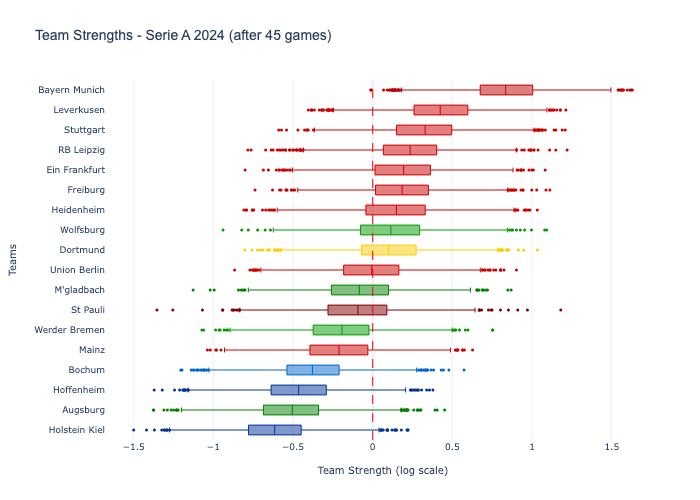 Team Strengths - Serie A 2024 (after 45 games)
Bayern Munich
Leverkusen
Stuttgart
RB Leipzig
Ein Frankfurt
Freiburg
Heidenheim
Wolfsburg
Dortmund
Union Berlin
M'gladbach
St Pauli
Werder Bremen
Mainz
Bochum
Hoffenheim
Augsburg
Holstein Kiel
Teams
−1.5 −1 −0.5 0 0.5 1 1.5
Team Strength (log scale)